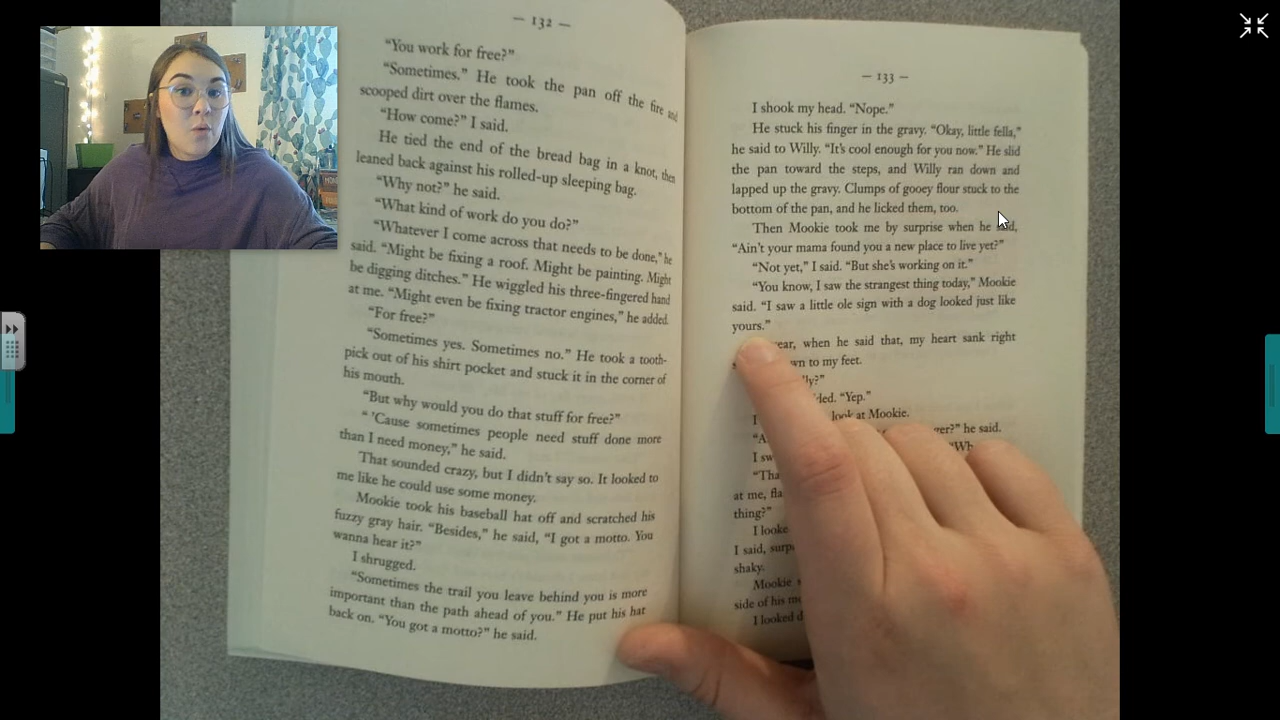 — 132 —
“You work for free?”
“Sometimes.” He took the pan off the fire and
scooped dirt over the flames.
“How come?” I said.
He tied the end of the bread bag in a knot, then
leaned back against his rolled-up sleeping bag.
“Why not?” he said.
“What kind of work do you do?”
“Whatever I come across that needs to be done,” he
said. “Might be fixing a roof. Might be painting. Might
be digging ditches.” He wiggled his three-fingered hand
at me. “Might even be fixing tractor engines,” he added.
“For free?”
“Sometimes yes. Sometimes no.” He took a tooth-
pick out of his shirt pocket and stuck it in the corner of
his mouth.
“But why would you do that stuff for free?”
“ ’Cause sometimes people need stuff done more
than I need money,” he said.
That sounded crazy, but I didn’t say so. It looked to
me like he could use some money.
Mookie took his baseball hat off and scratched his
fuzzy gray hair. “Besides,” he said, “I got a motto. You
wanna hear it?”
I shrugged.
“Sometimes the trail you leave behind you is more
important than the path ahead of you.” He put his hat
back on. “You got a motto?” he said.
— 133 —
I shook my head. “Nope.”
He stuck his finger in the gravy. “Okay, little fella,”
he said to Willy. “It’s cool enough for you now.” He slid
the pan toward the steps, and Willy ran down and
lapped up the gravy. Clumps of gooey flour stuck to the
bottom of the pan, and he licked them, too.
Then Mookie took me by surprise when he said,
“Ain’t your mama found you a new place to live yet?”
“Not yet,” I said. “But she’s working on it.”
“You know, I saw the strangest thing today,” Mookie
said. “I saw a little ole sign with a dog looked just like
yours.”
when he said that, my heart sank right
to my feet.
“Yep.”
I look at Mookie.
he said.
I
at me,
thing?”
I
I said,
shaky.
Mookie
side of his
I looked